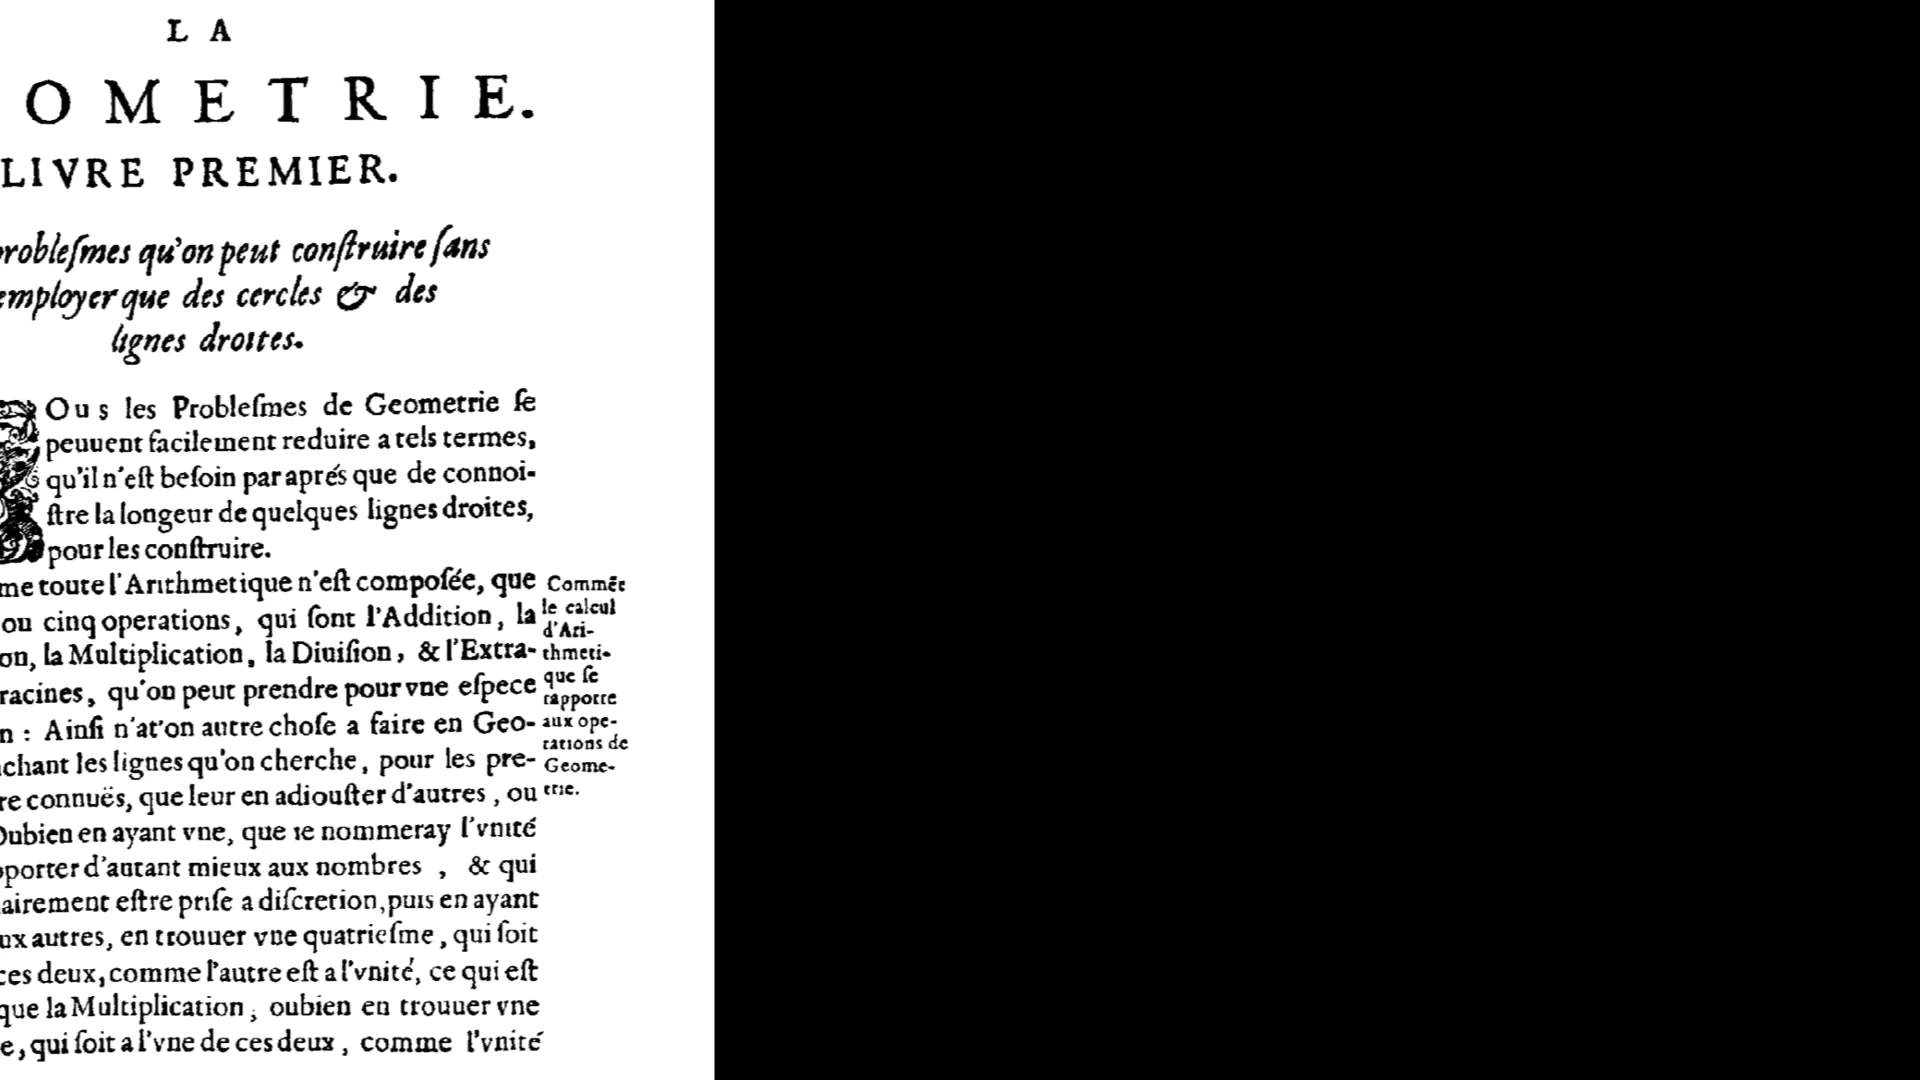 LA
OMETRIE.
LIVRE PREMIER.
probleſmes qu'on peut conſtruire ſans
employer que des cercles & des
lignes droites.
Ous les Probleſmes de Geometrie ſe
peuuent facilement reduire a tels termes,
qu'il n'eſt beſoin par aprés que de connoi-
ſtre la longeur de quelques lignes droites,
pour les conſtruire.
me toute l'Arithmetique n'eſt compoſée, que
ou cinq operations, qui ſont l'Addition, la
on, la Multiplication, la Diuiſion, & l'Extra-
racines, qu'on peut prendre pour vne eſpece
n : Ainſi n'at'on autre choſe a faire en Geo-
chant les lignes qu'on cherche, pour les pre-
re connuës, que leur en adiouſter d'autres, ou
Oubien en ayant vne, que ie nommeray l'vnité
pporter d'autant mieux aux nombres, & qui
airement eſtre priſe a diſcretion, puis en ayant
ux autres, en trouuer vne quatrieſme, qui ſoit
ces deux, comme l'autre eſt a l'vnité, ce qui eſt
que la Multiplication; oubien en trouuer vne
e, qui ſoit a l'vne de ces deux, comme l'vnité
Commēt
le calcul
d'Ari-
thmeti-
que ſe
rapporte
aux ope-
rations de
Geome-
trie.